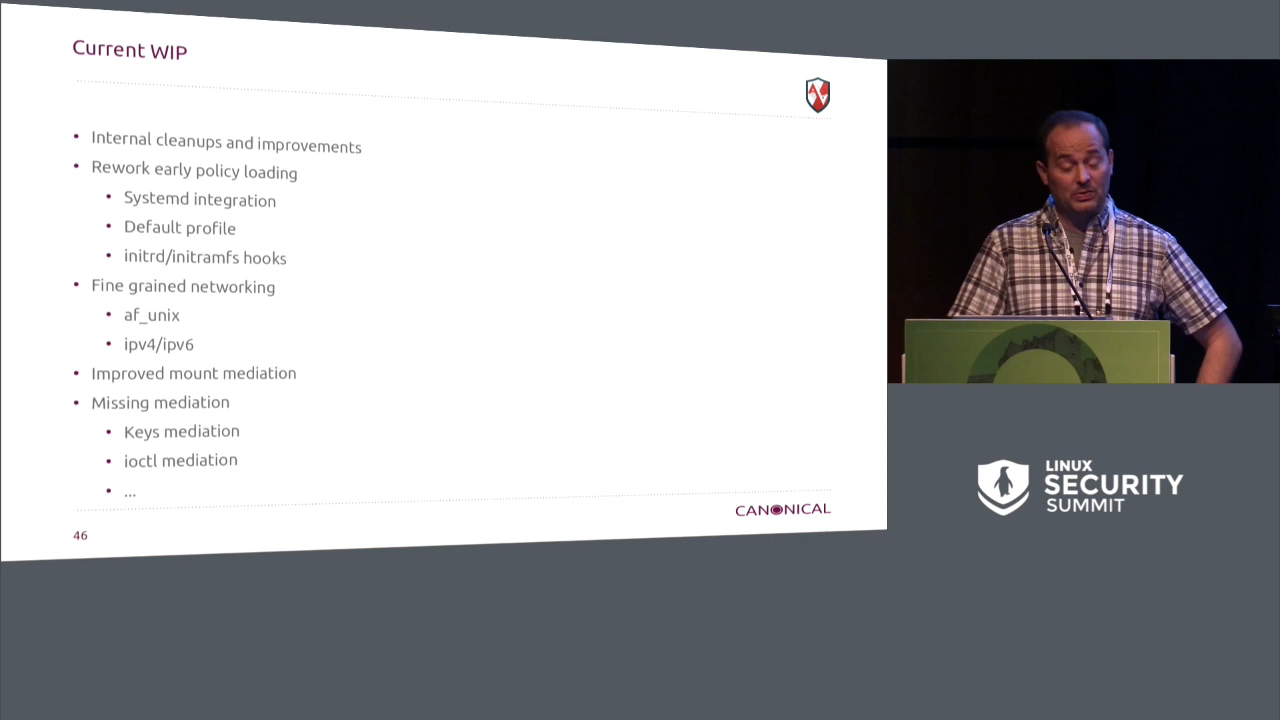 Current WIP
• Internal cleanups and improvements
• Rework early policy loading
• Systemd integration
• Default profile
• initrd/initramfs hooks
• Fine grained networking
• af_unix
• ipv4/ipv6
• Improved mount mediation
• Missing mediation
• Keys mediation
• ioctl mediation
• ...
CANONICAL
46
LINUX
SECURITY
SUMMIT